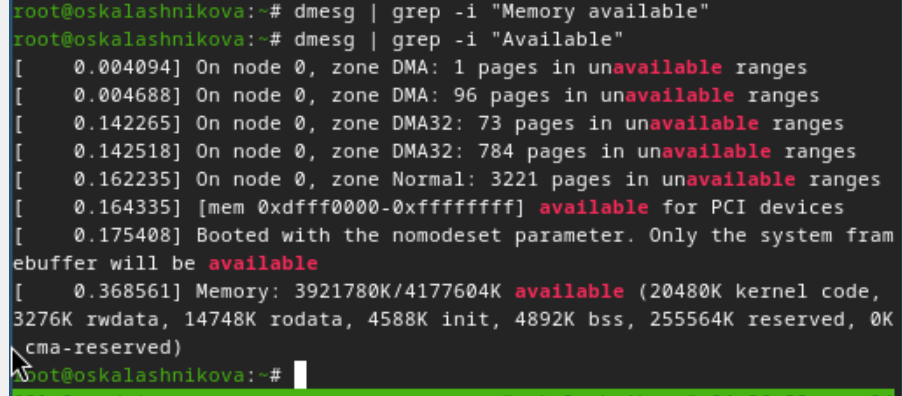 root@oskalashnikova:~# dmesg | grep -i "Memory available"
root@oskalashnikova:~# dmesg | grep -i "Available"
[    0.004094] On node 0, zone DMA: 1 pages in unavailable ranges
[    0.004688] On node 0, zone DMA: 96 pages in unavailable ranges
[    0.142265] On node 0, zone DMA32: 73 pages in unavailable ranges
[    0.142518] On node 0, zone DMA32: 784 pages in unavailable ranges
[    0.162235] On node 0, zone Normal: 3221 pages in unavailable ranges
[    0.164335] [mem 0xdfff0000-0xffffffff] available for PCI devices
[    0.175408] Booted with the nomodeset parameter. Only the system fram
ebuffer will be available
[    0.368561] Memory: 3921780K/4177604K available (20480K kernel code,
3276K rwdata, 14748K rodata, 4588K init, 4892K bss, 255564K reserved, 0K
 cma-reserved)
root@oskalashnikova:~#